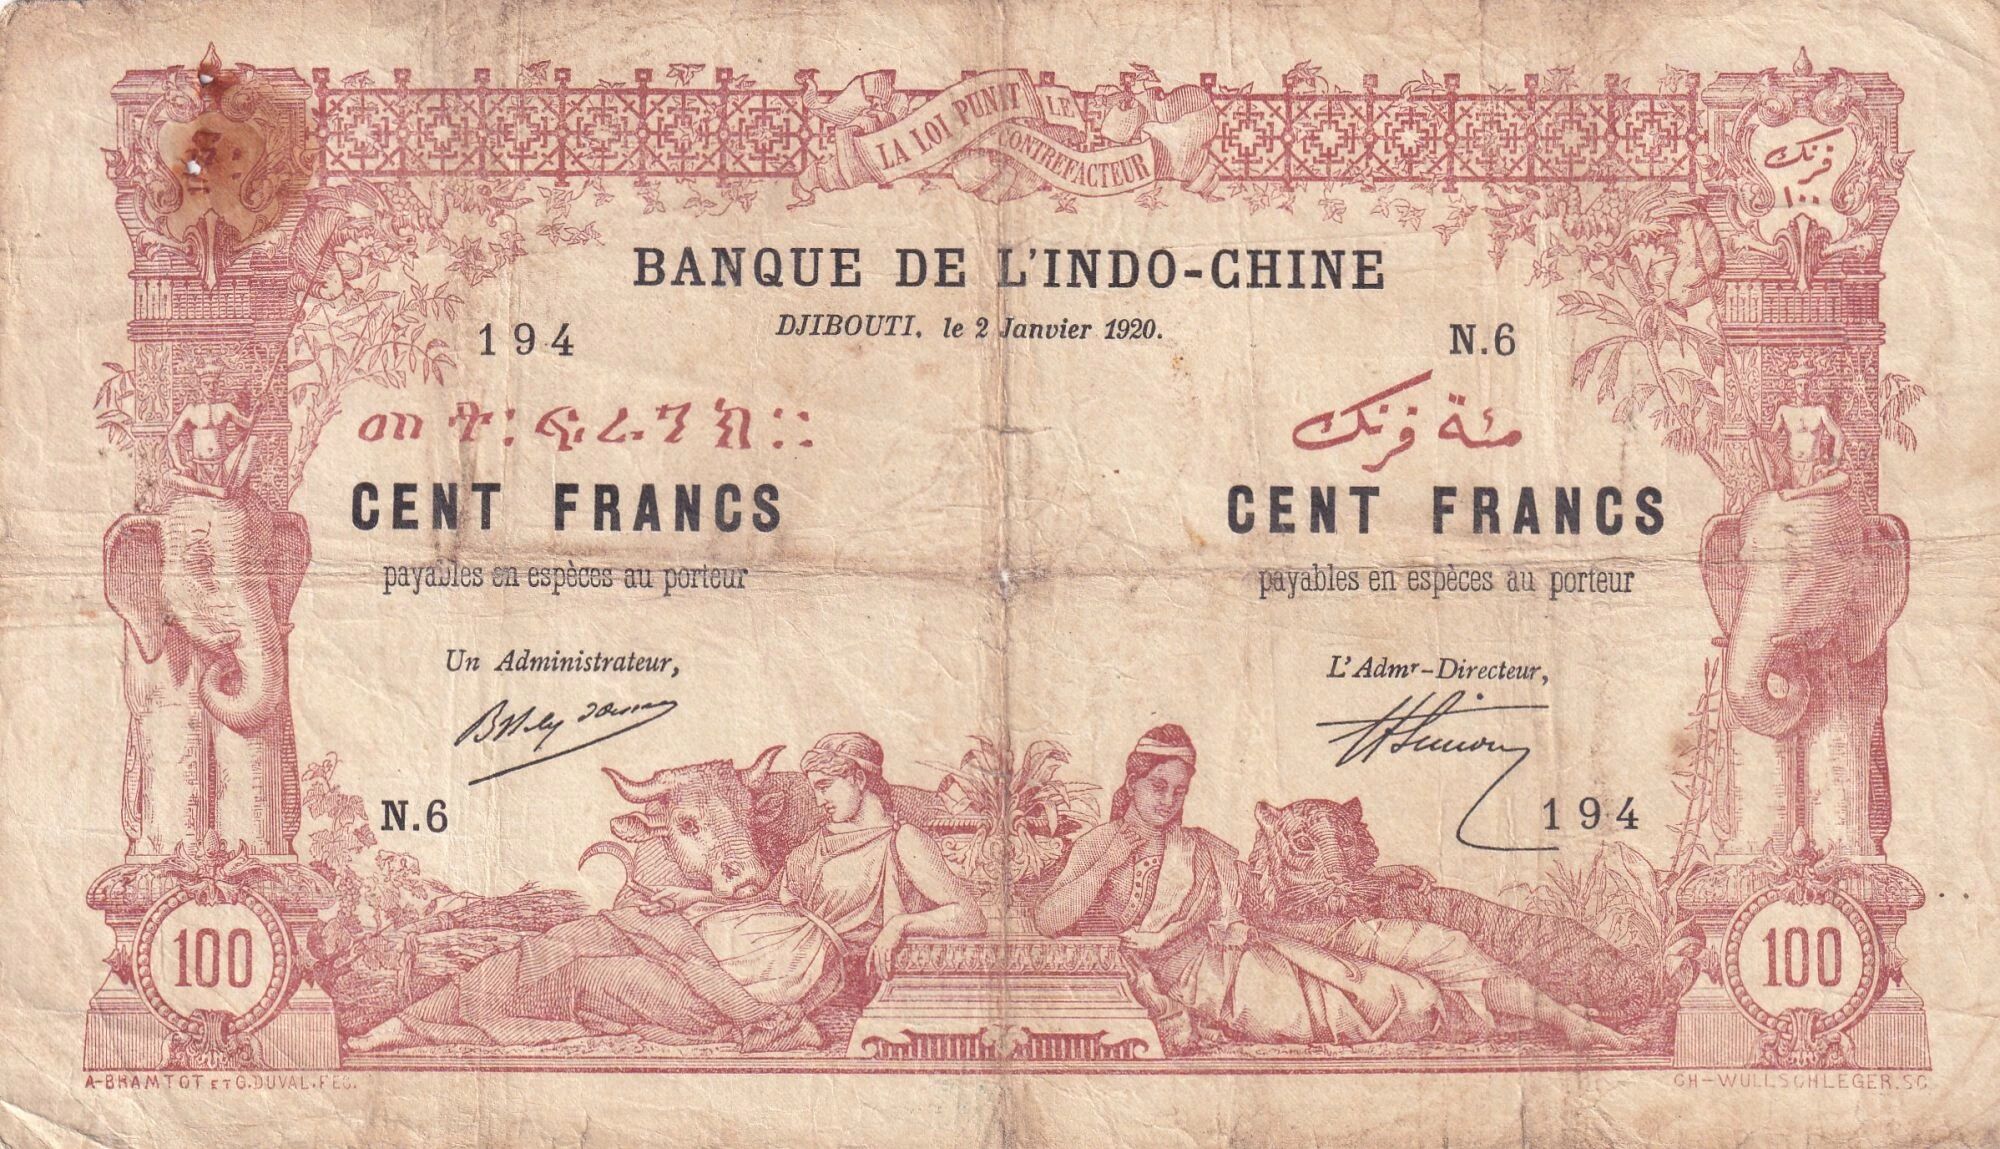 LA LOI PUNIT LE CONTREFACTEUR
فرنك
١٠٠
BANQUE DE L'INDO-CHINE
DJIBOUTI, le 2 Janvier 1920.
194
N.6
መቶ፡ፍራንክ።
مئة فرنك
CENT FRANCS
CENT FRANCS
payables en espèces au porteur
payables en espèces au porteur
Un Administrateur,
L'Admr-Directeur,
N.6
194
100
100
A-BRAMTOT ET G.DUVAL.FEC.
CH-WULLSCHLEGER.SC